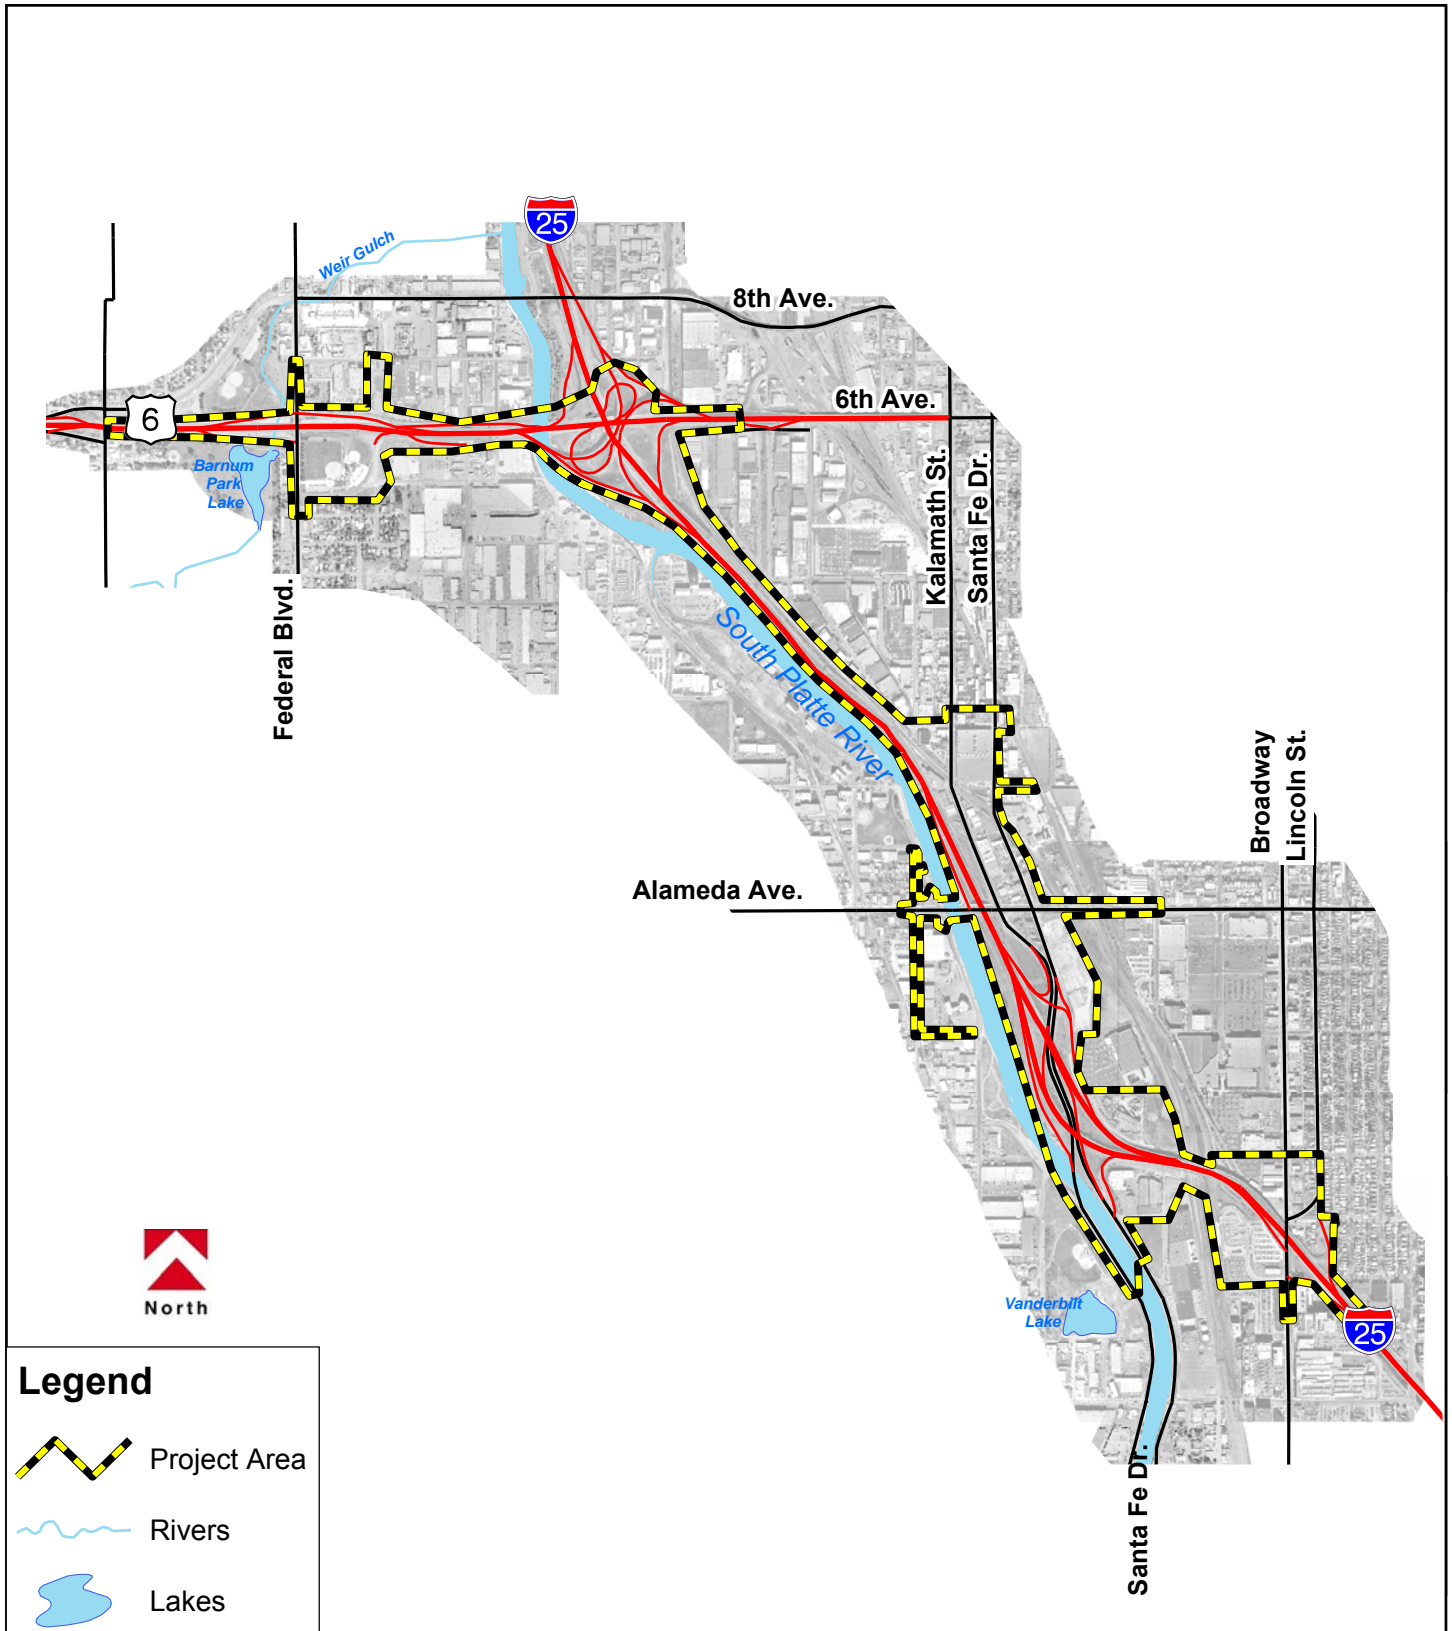 25
Weir Gulch
8th Ave.
6th Ave.
6
Barnum
Park
Lake
Kalamath St.
Santa Fe Dr.
Federal Blvd.
South Platte River
Broadway
Lincoln St.
Alameda Ave.
North
Vanderbilt
Lake
25
Legend
Project Area
Rivers
Lakes
Santa Fe Dr.